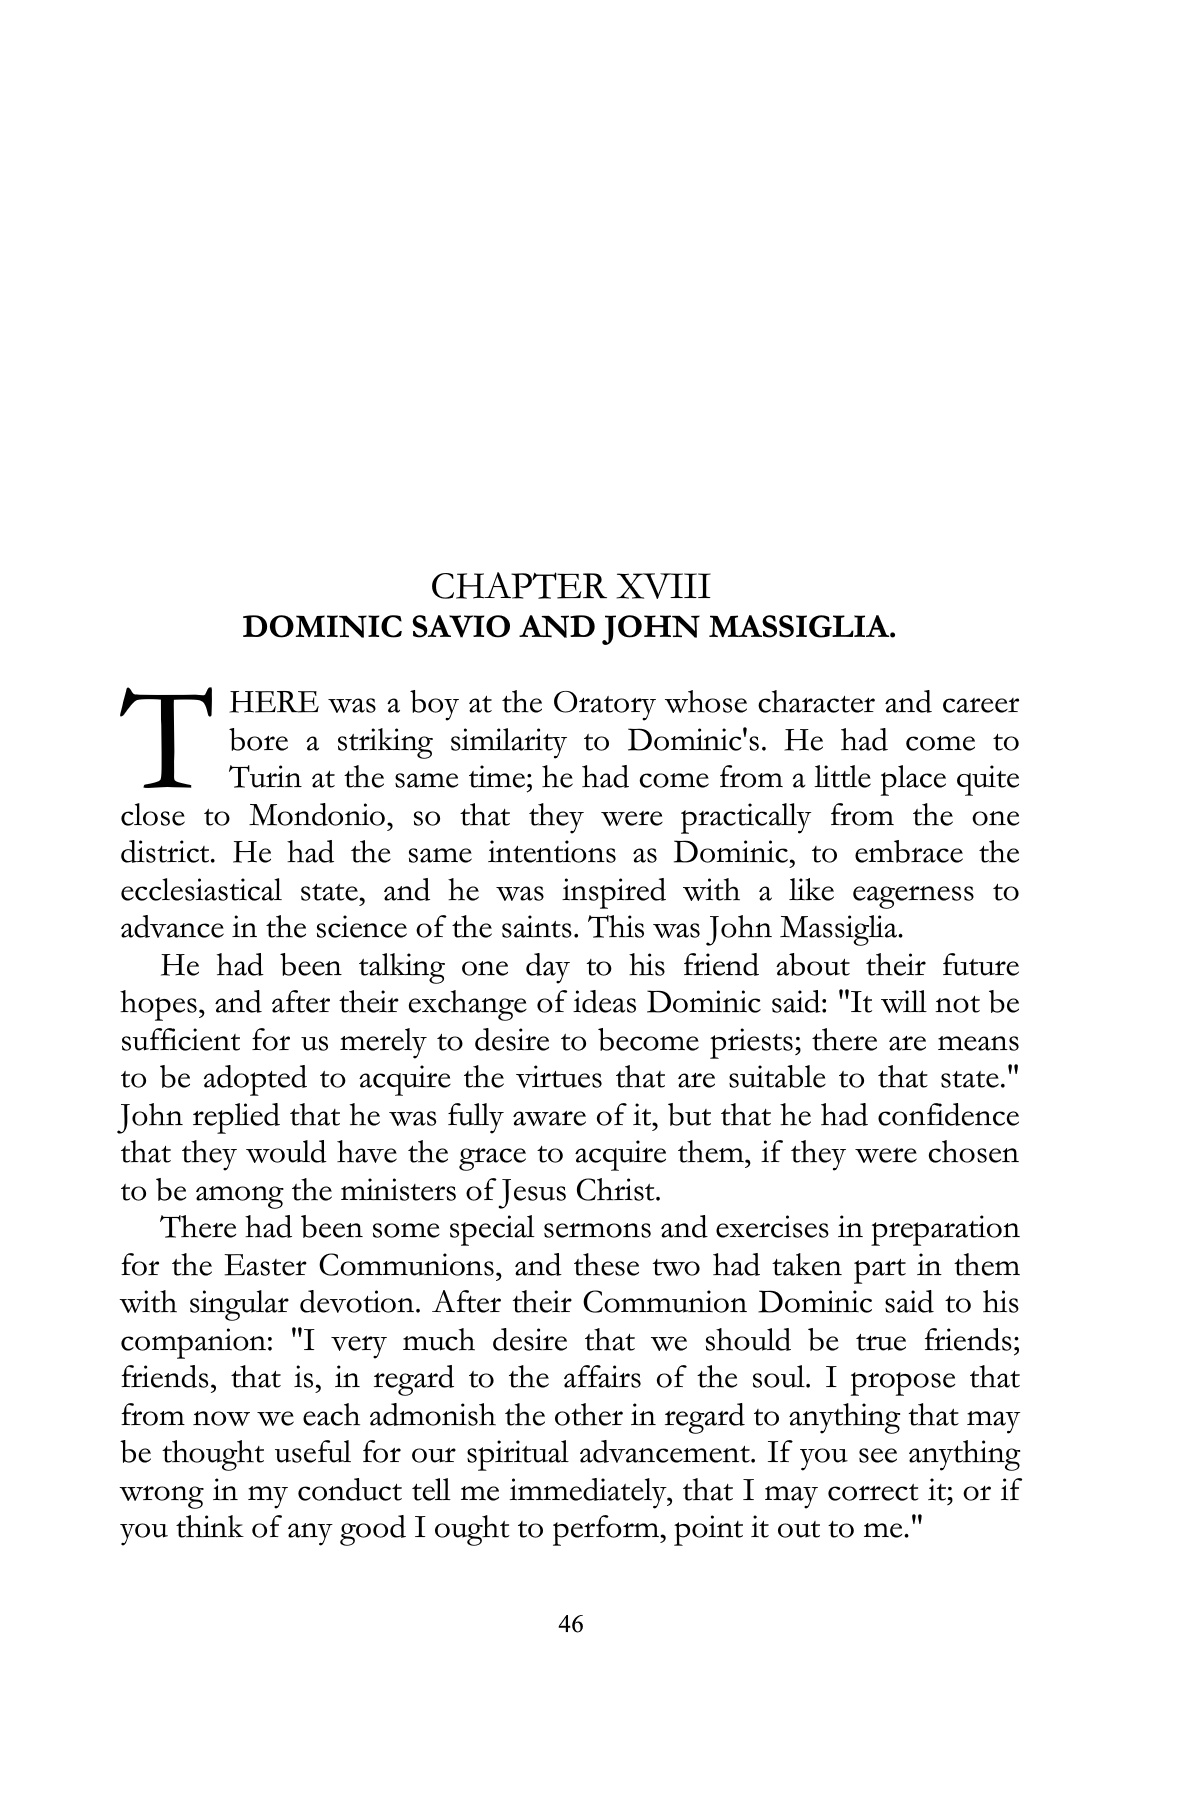 CHAPTER XVIII
DOMINIC SAVIO AND JOHN MASSIGLIA.
THERE was a boy at the Oratory whose character and career
bore a striking similarity to Dominic's. He had come to
Turin at the same time; he had come from a little place quite
close to Mondonio, so that they were practically from the one
district. He had the same intentions as Dominic, to embrace the
ecclesiastical state, and he was inspired with a like eagerness to
advance in the science of the saints. This was John Massiglia.
He had been talking one day to his friend about their future
hopes, and after their exchange of ideas Dominic said: "It will not be
sufficient for us merely to desire to become priests; there are means
to be adopted to acquire the virtues that are suitable to that state."
John replied that he was fully aware of it, but that he had confidence
that they would have the grace to acquire them, if they were chosen
to be among the ministers of Jesus Christ.
There had been some special sermons and exercises in preparation
for the Easter Communions, and these two had taken part in them
with singular devotion. After their Communion Dominic said to his
companion: "I very much desire that we should be true friends;
friends, that is, in regard to the affairs of the soul. I propose that
from now we each admonish the other in regard to anything that may
be thought useful for our spiritual advancement. If you see anything
wrong in my conduct tell me immediately, that I may correct it; or if
you think of any good I ought to perform, point it out to me."
46